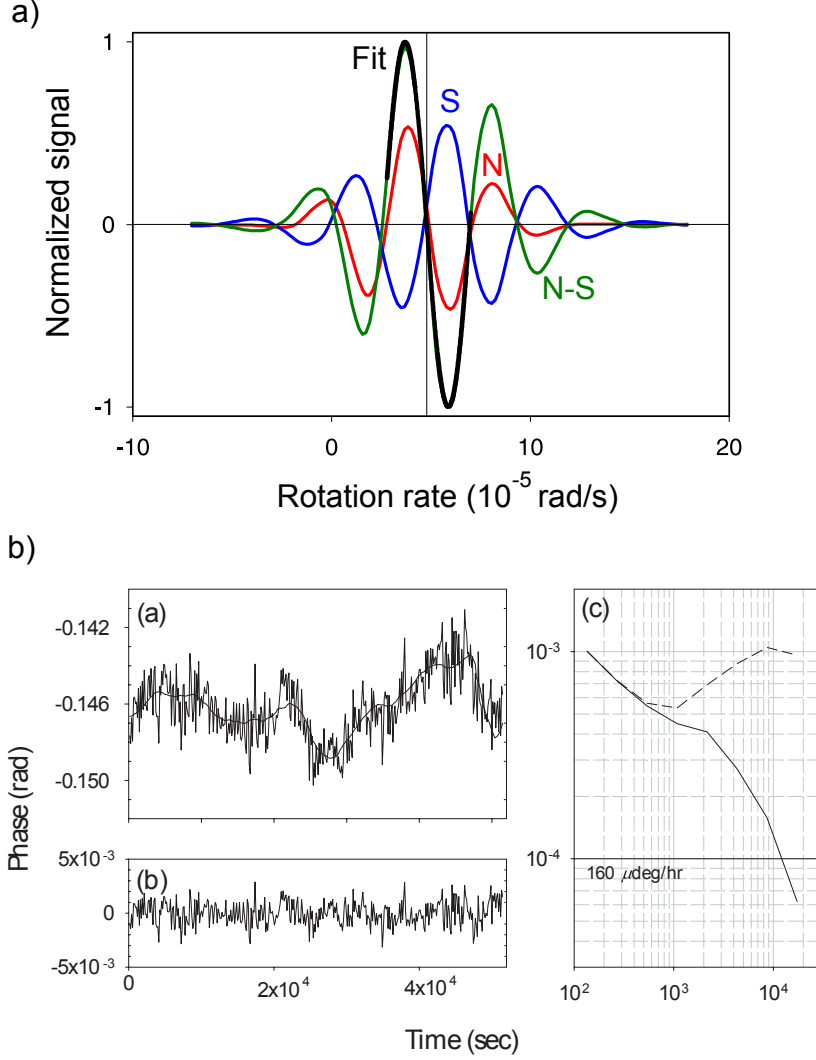 a)
Fit
S
N
N-S
1
0
-1
Normalized signal
-10
0
10
20
Rotation rate (10⁻⁵ rad/s)
b)
(a)
-0.142
-0.146
-0.150
Phase (rad)
(b)
5x10⁻³
0
-5x10⁻³
0
2x10⁴
4x10⁴
(c)
10⁻³
10⁻⁴
160 μdeg/hr
10²
10³
10⁴
Time (sec)